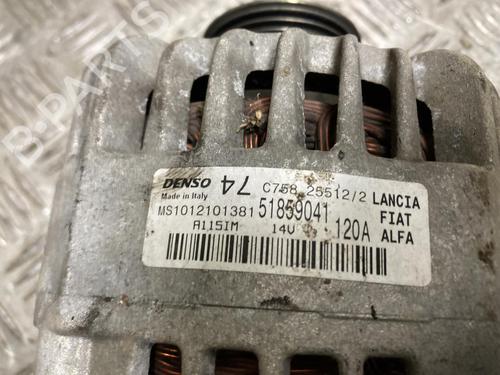 B-PARTS
DENSO 74 C758 25512/2 LANCIA
Made in Italy
MS1012101381 51859041 FIAT
A115IM 14V 120A ALFA